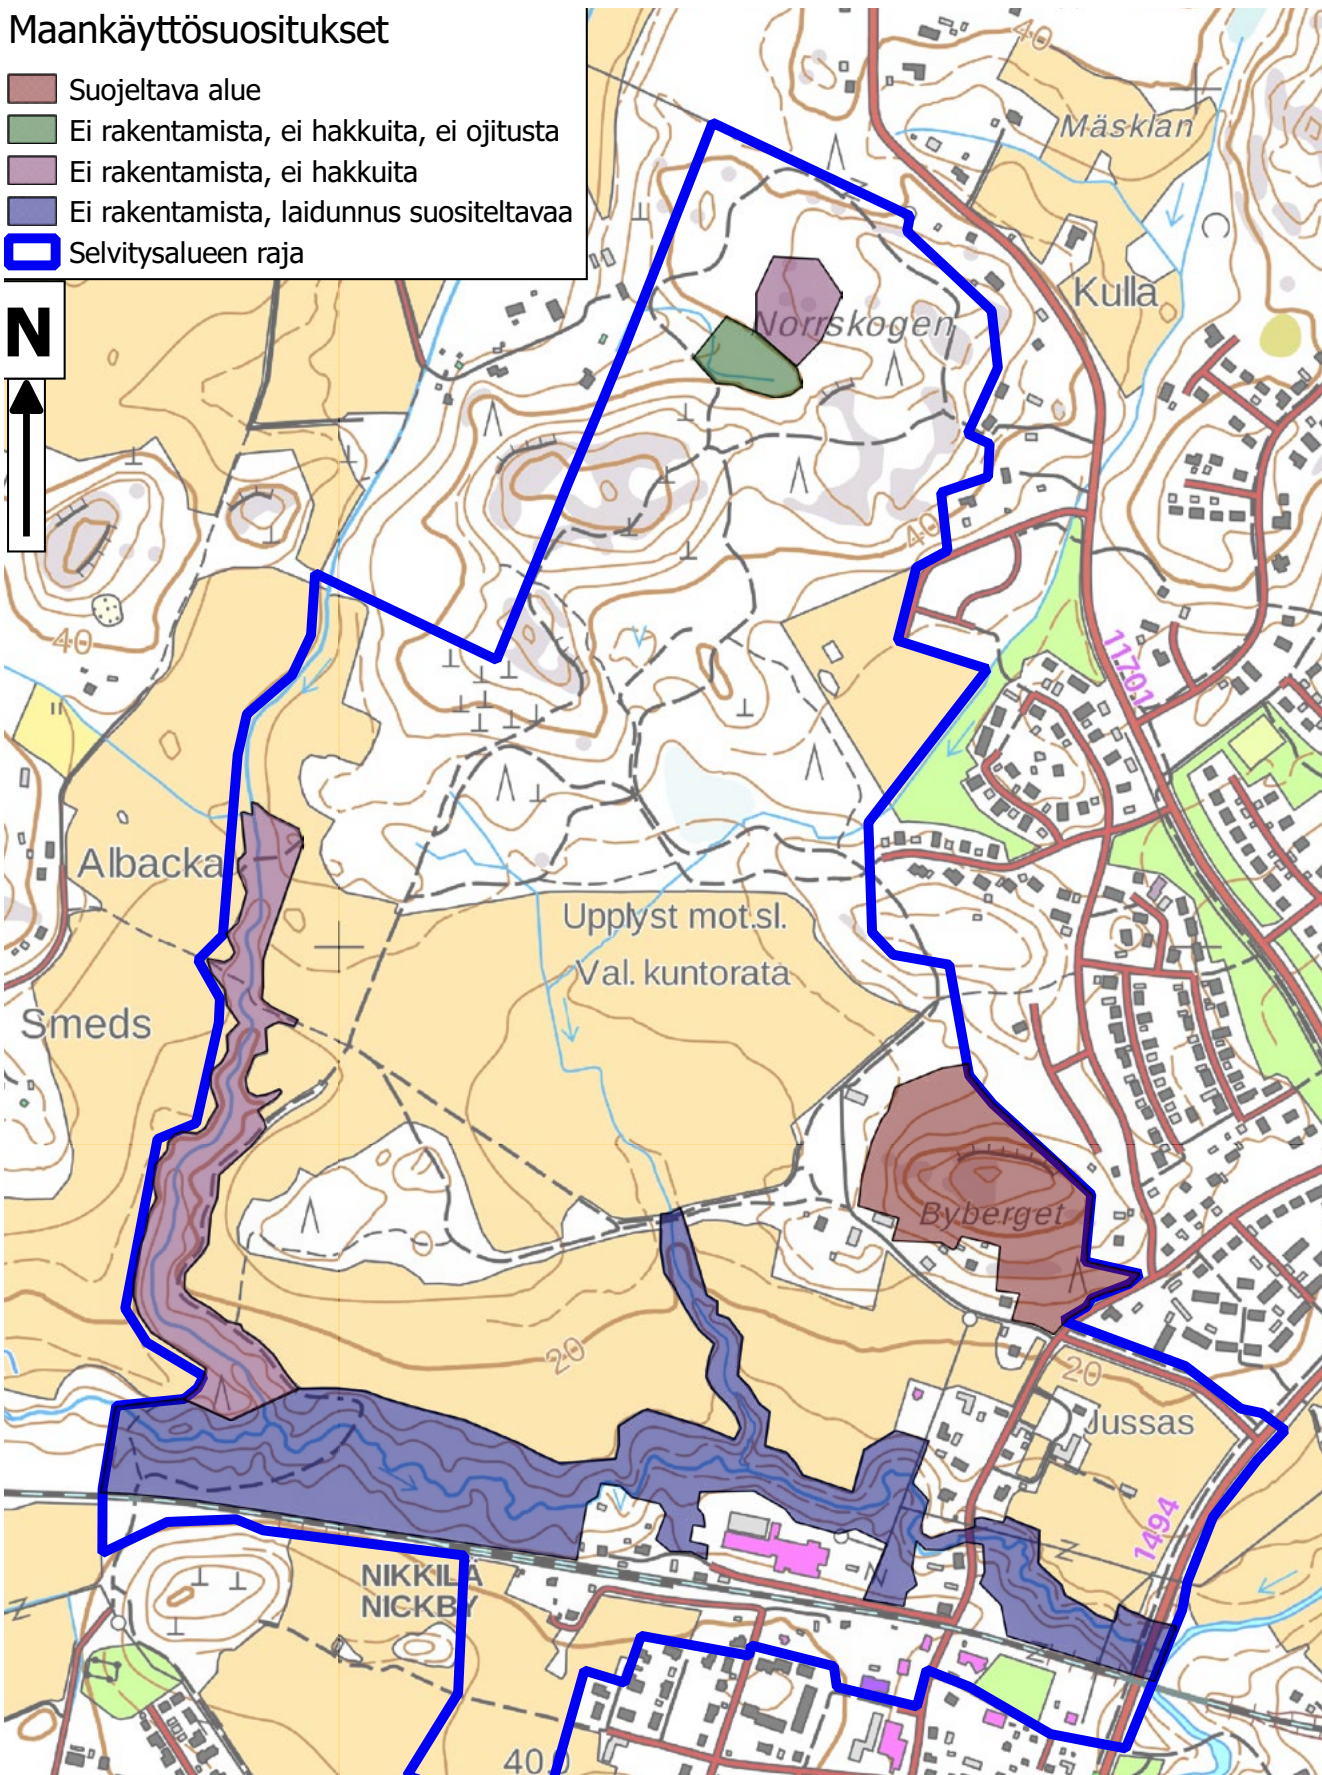 Maankäyttösuositukset
Suojeltava alue
Ei rakentamista, ei hakkuita, ei ojitusta
Ei rakentamista, ei hakkuita
Ei rakentamista, laidunnus suositeltavaa
Selvitysalueen raja
N
40
Mäsklan
Kulla
Norrskogen
40
40
11701
Albacka
Upplyst mot.sl.
Val. kuntorata
Smeds
Byberget
20
20
Jussas
1494
NIKKILÄ
NICKBY
40.0